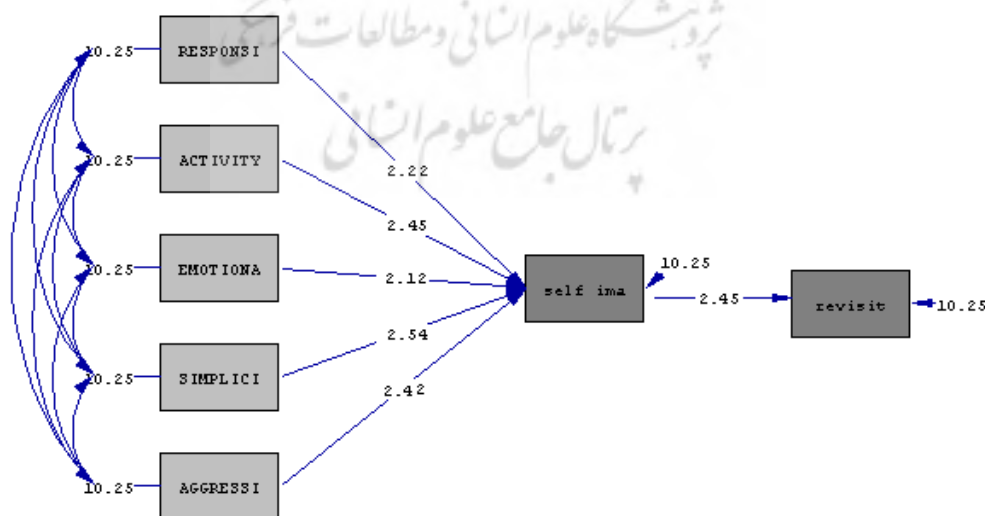 پژوهشگاه علوم انسانی و مطالعات فرهنگی
پرتال جامع علوم انسانی
10.25 RESPONSI
10.25 ACTIVITY
10.25 EMOTIONA
10.25 SIMPLICI
10.25 AGGRESSI
2.22
2.45
2.12
2.54
2.42
self ima
10.25
2.45
revisit
10.25